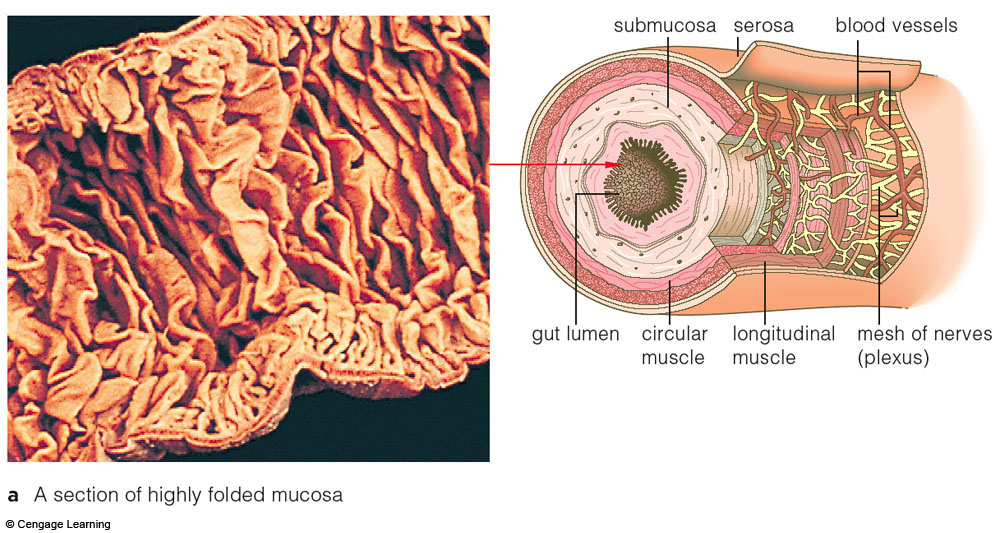 submucosa
serosa
blood vessels
gut lumen
circular
muscle
longitudinal
muscle
mesh of nerves
(plexus)
a A section of highly folded mucosa
© Cengage Learning